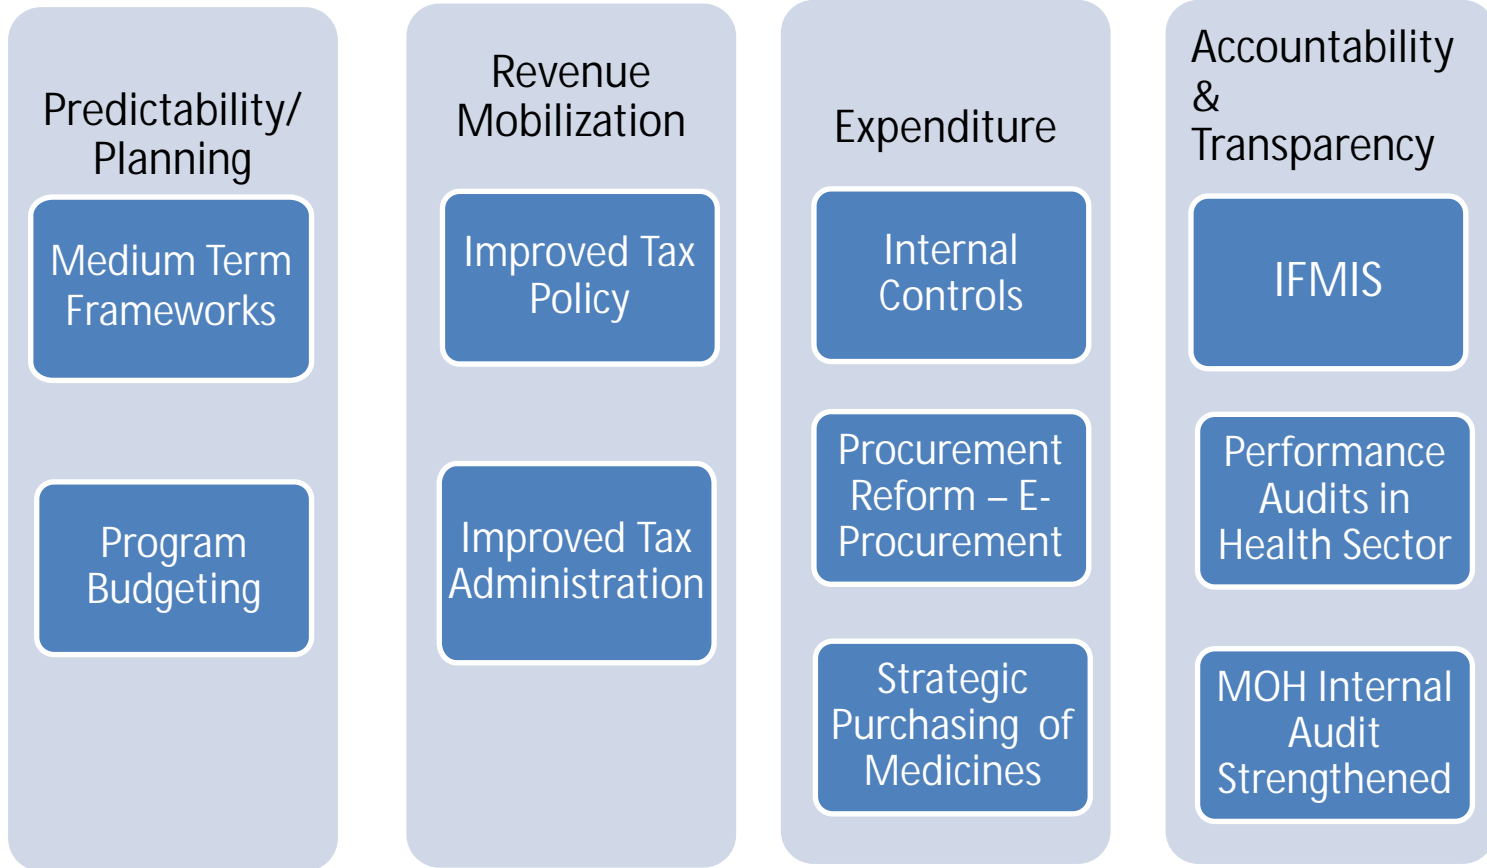 Predictability/
Planning
Medium Term
Frameworks
Program
Budgeting
Revenue
Mobilization
Improved Tax
Policy
Improved Tax
Administration
Expenditure
Internal
Controls
Procurement
Reform – E-
Procurement
Strategic
Purchasing of
Medicines
Accountability
&
Transparency
IFMIS
Performance
Audits in
Health Sector
MOH Internal
Audit
Strengthened